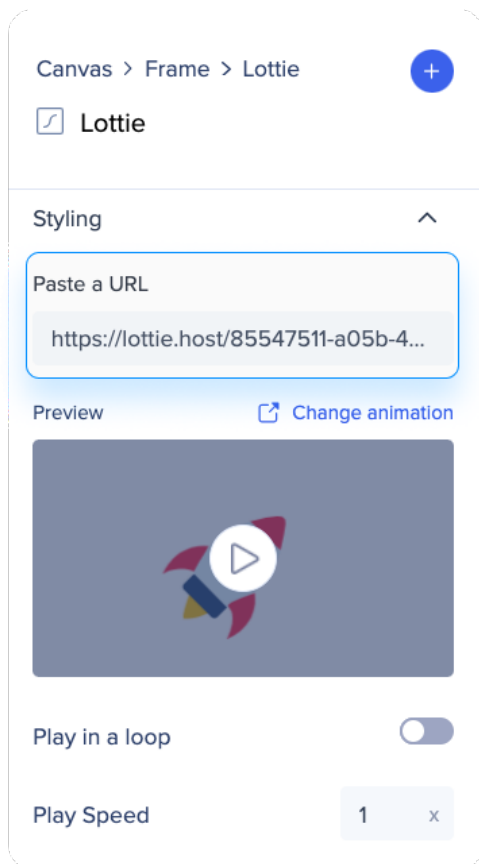 Canvas > Frame > Lottie
Lottie
Styling
Paste a URL
https://lottie.host/85547511-a05b-4...
Preview
Change animation
Play in a loop
Play Speed
1 x